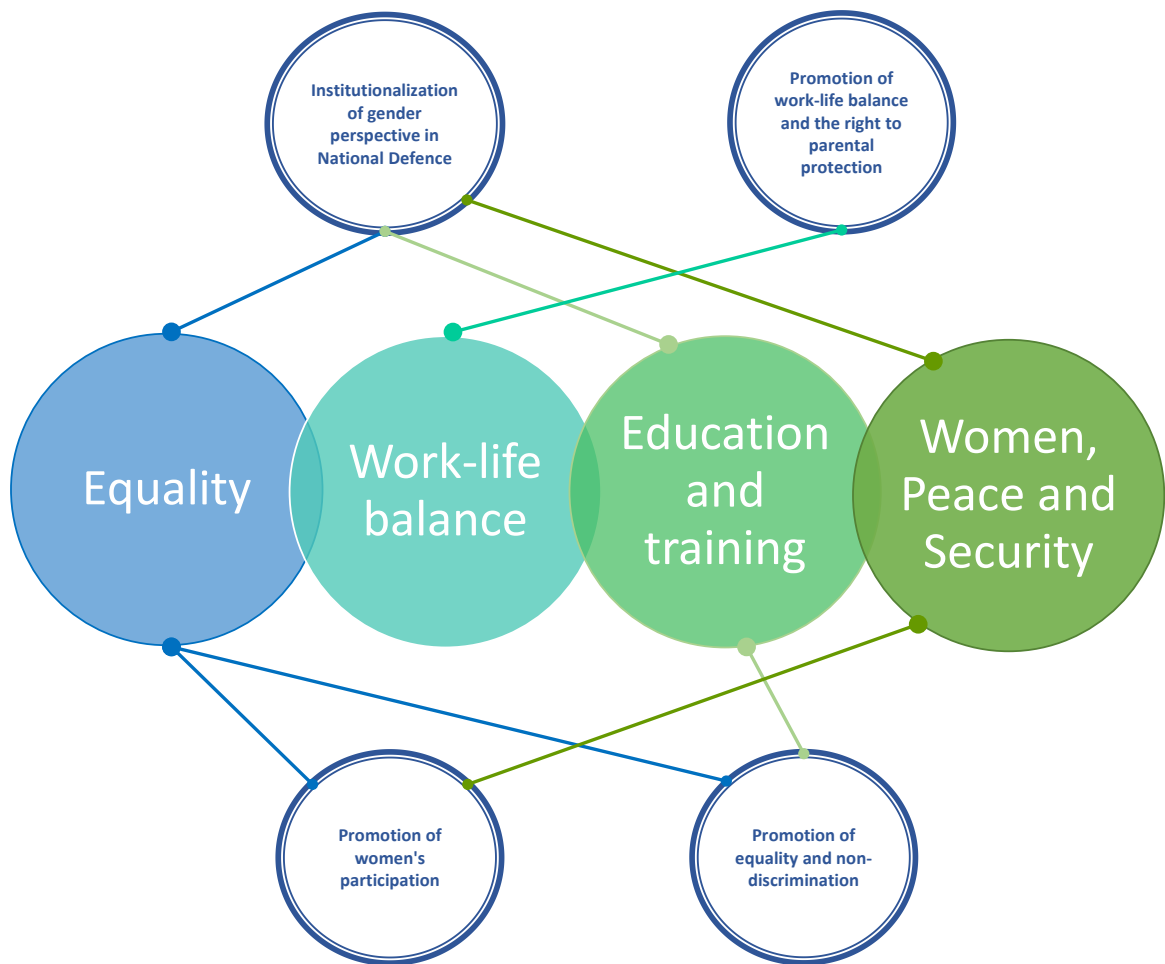 Institutionalization
of gender
perspective in
National Defence
Promotion of
work-life balance
and the right to
parental
protection
Equality
Work-life
balance
Education
and
training
Women,
Peace and
Security
Promotion of
women's
participation
Promotion of
equality and non-
discrimination